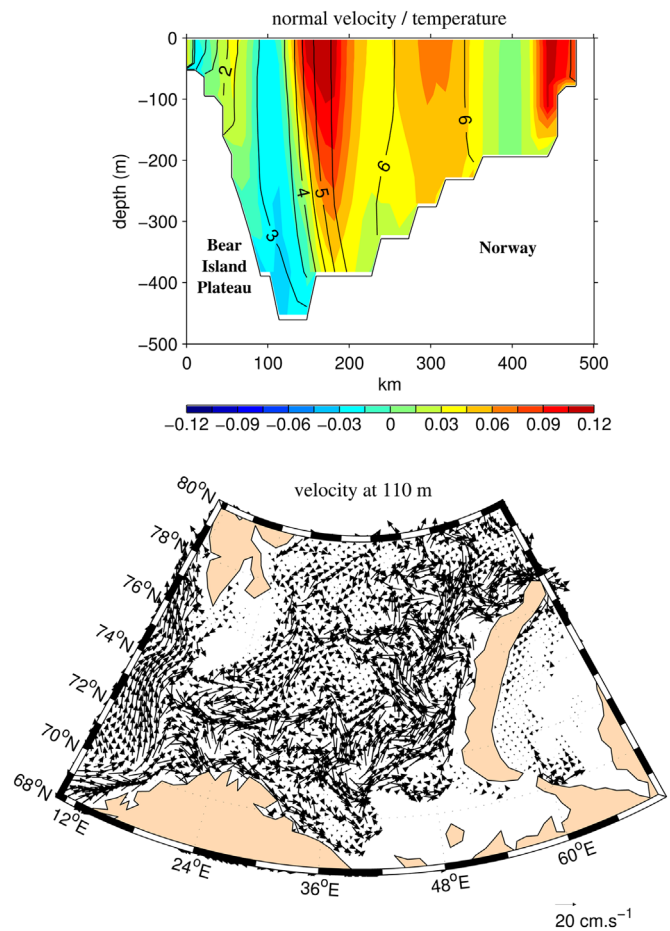 normal velocity / temperature
0
−100
−200
−300
−400
−500
depth (m)
2
3
4
5
6
6
Bear
Island
Plateau
Norway
0 100 200 300 400 500
km
−0.12 −0.09 −0.06 −0.03 0 0.03 0.06 0.09 0.12
velocity at 110 m
80°N
78°N
76°N
74°N
72°N
70°N
68°N
12°E
24°E
36°E
48°E
60°E
20 cm.s⁻¹